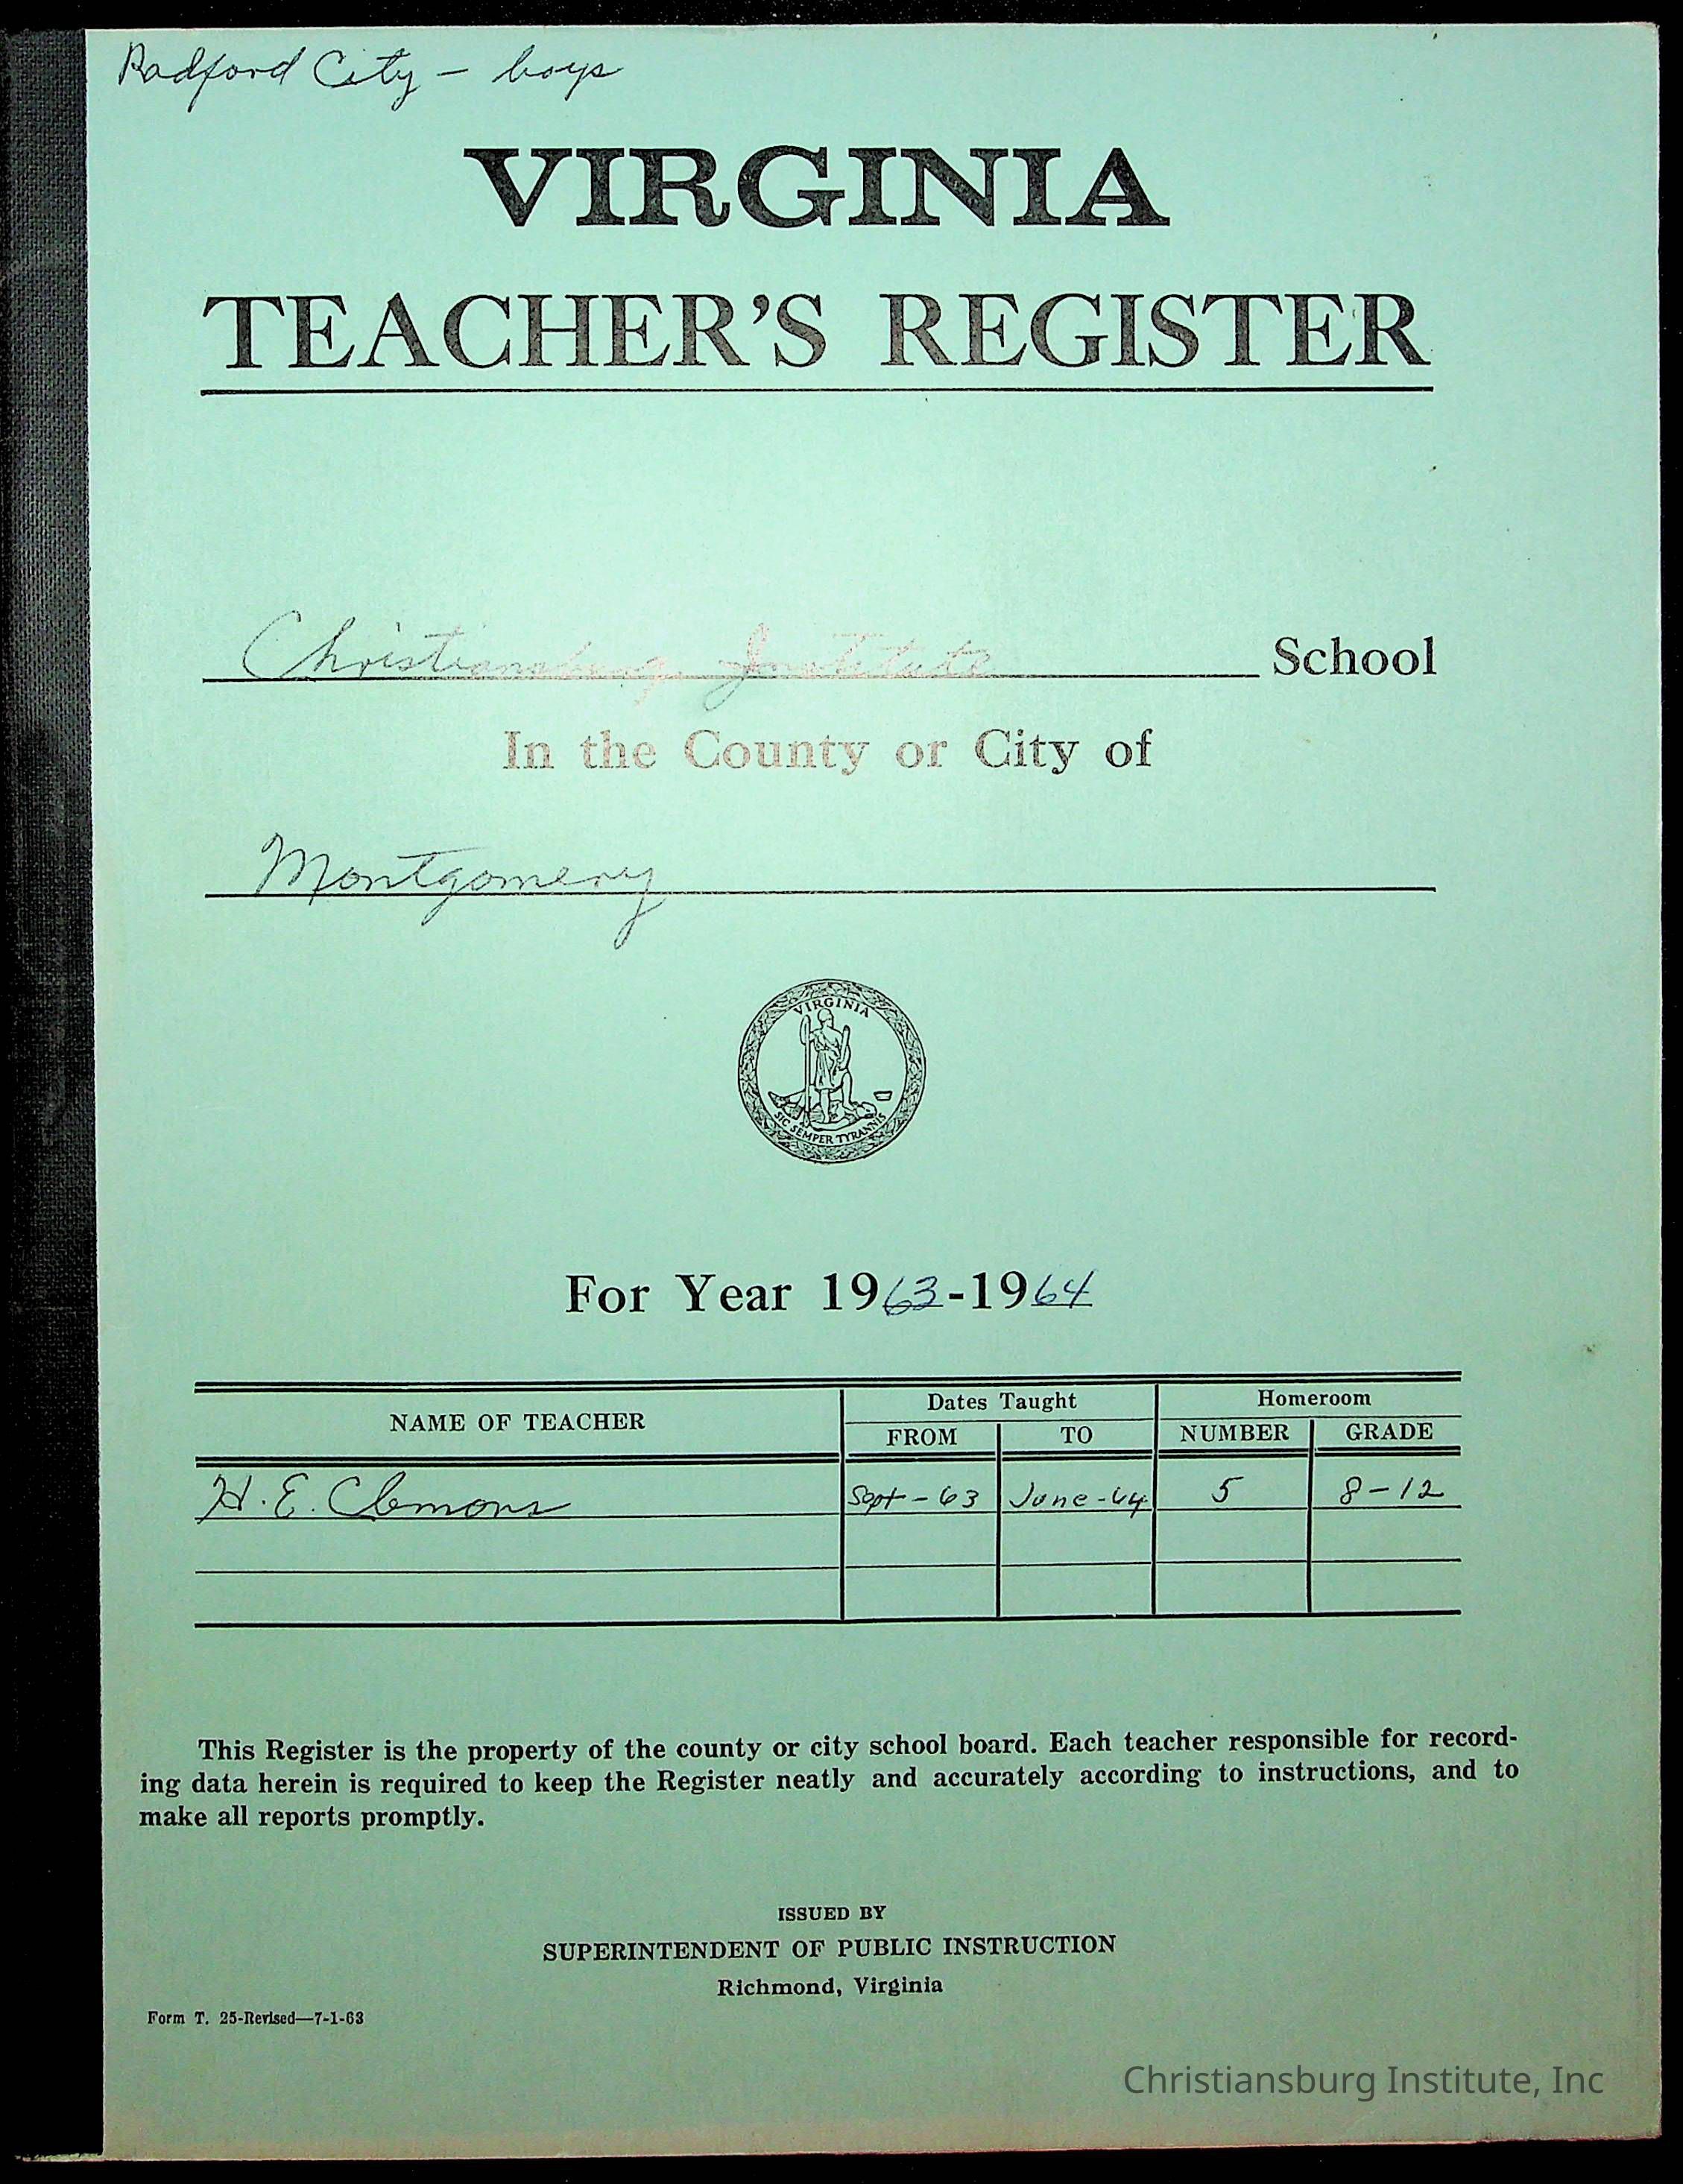 Radford City - boys
VIRGINIA
TEACHER'S REGISTER
Christiansburg Institute School
In the County or City of
Montgomery
VIRGINIA
SIC SEMPER TYRANNIS
For Year 1963-1964
NAME OF TEACHER Dates Taught Homeroom
FROM TO NUMBER GRADE
H. E. Clemons Sept-63 June-64 5 8-12
This Register is the property of the county or city school board. Each teacher responsible for record-
ing data herein is required to keep the Register neatly and accurately according to instructions, and to
make all reports promptly.
ISSUED BY
SUPERINTENDENT OF PUBLIC INSTRUCTION
Richmond, Virginia
Form T. 25-Revised—7-1-63
Christiansburg Institute, Inc